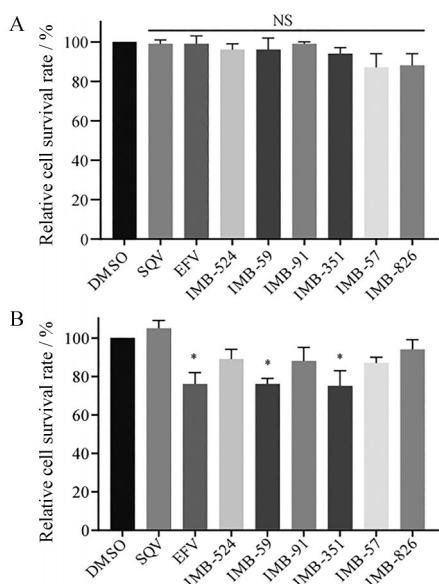 A
NS
Relative cell survival rate / %
100
80
60
40
20
0
DMSO
SQV
EFV
IMB-524
IMB-59
IMB-91
IMB-351
IMB-57
IMB-826
B
Relative cell survival rate / %
100
80
60
40
20
0
*
*
*
DMSO
SQV
EFV
IMB-524
IMB-59
IMB-91
IMB-351
IMB-57
IMB-826